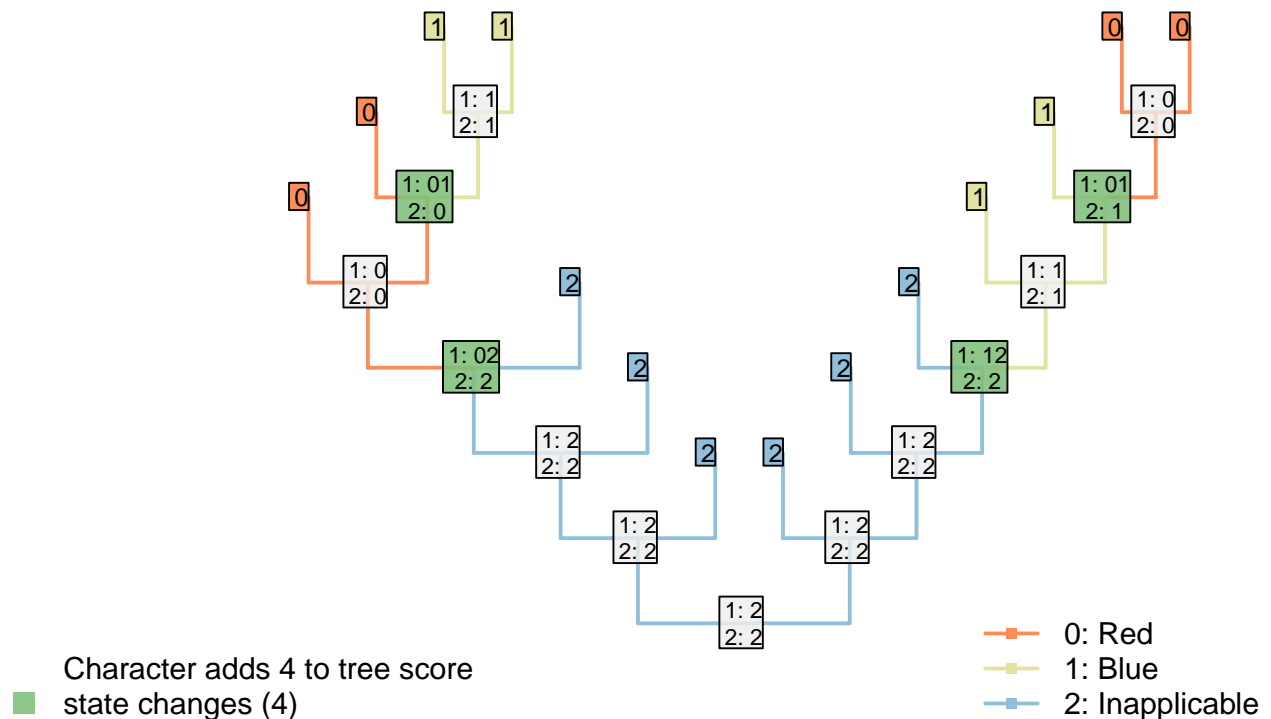 1 1 0 0
1: 1 1: 0
0 2: 1 1 2: 0
1: 01 1: 01
0 2: 0 1 2: 1
1: 0 1: 1
2: 0 2 2 2: 1
1: 02 1: 12
2: 2 2 2 2: 2
1: 2 1: 2
2: 2 2 2 2: 2
1: 2 1: 2
2: 2 2: 2
1: 2
2: 2
0: Red
Character adds 4 to tree score 1: Blue
state changes (4) 2: Inapplicable